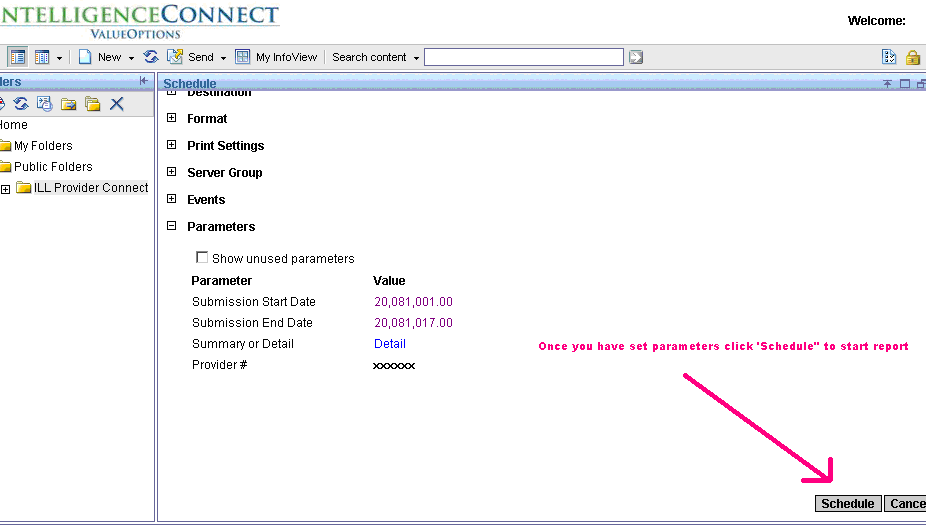 NTELLIGENCECONNECT
VALUEOPTIONS
Welcome:
New Send My InfoView Search content
ders
Schedule
Destination
Home
My Folders
Public Folders
ILL Provider Connect
Format
Print Settings
Server Group
Events
Parameters
Show unused parameters
Parameter Value
Submission Start Date 20,081,001.00
Submission End Date 20,081,017.00
Summary or Detail Detail
Provider # xxxxxx
Once you have set parameters click 'Schedule" to start report
Schedule Cance